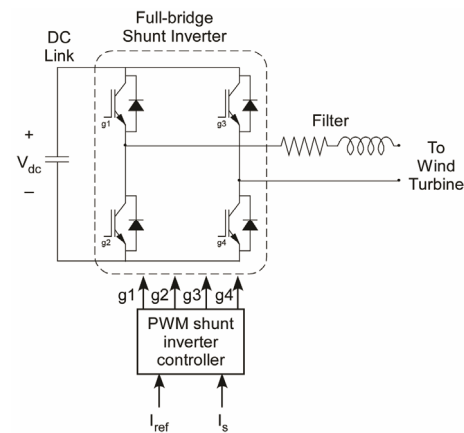 Full-bridge
Shunt Inverter
DC
Link
g1
g3
Filter
+
V_dc
–
To
Wind
Turbine
g2
g4
g1 g2 g3 g4
PWM shunt
inverter
controller
I_ref
I_s